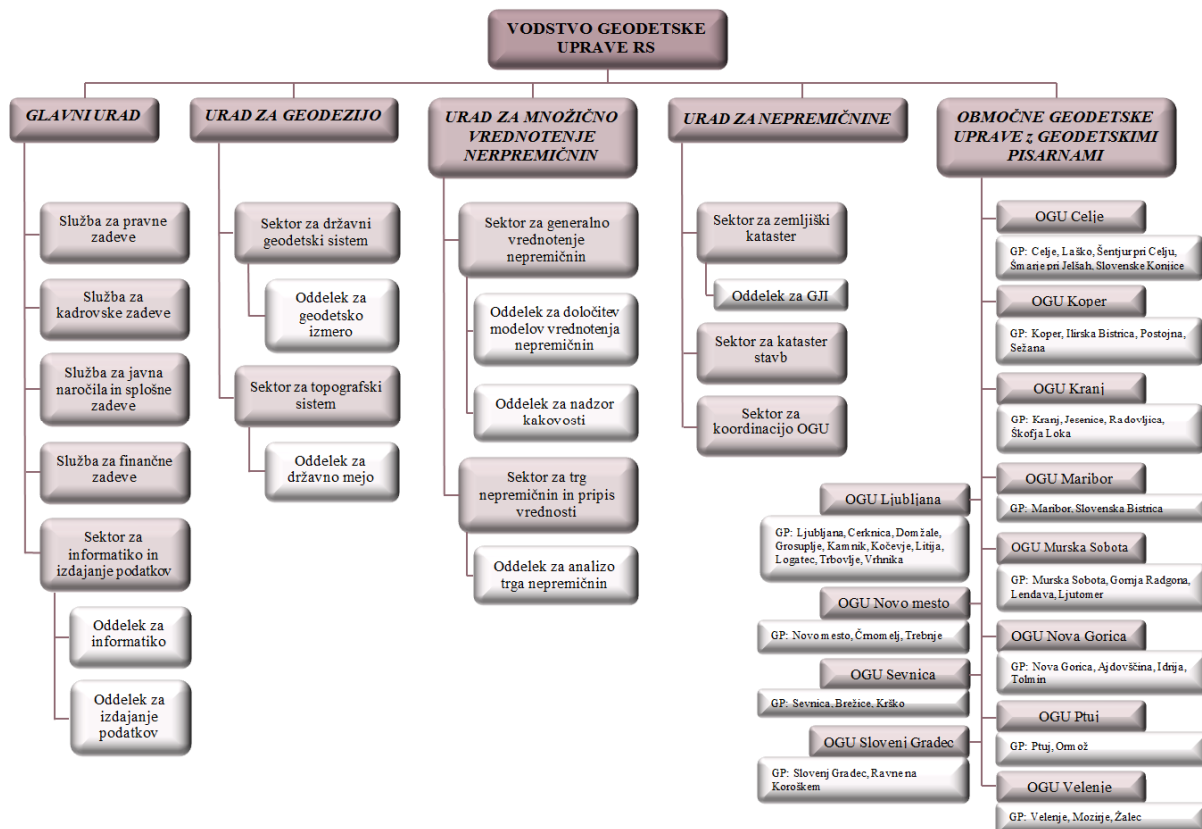 VODSTVO GEODETSKE
UPRAVE RS
GLAVNI URAD
Služba za pravne
zadeve
Služba za
kadrovske zadeve
Služba za javna
naročila in splošne
zadeve
Služba za finančne
zadeve
Sektor za
informatiko in
izdajanje podatkov
Oddelek za
informatiko
Oddelek za
izdajanje
podatkov
URAD ZA GEODEZIJO
Sektor za državni
geodetski sistem
Oddelek za
geodetsko
izmero
Sektor za topografski
sistem
Oddelek za
državno mejo
URAD ZA MNOŽIČNO
VREDNOTENJE
NERPREMIČNIN
Sektor za generalno
vrednotenje
nepremičnin
Oddelek za določitev
modelov vrednotenja
nepremičnin
Oddelek za nadzor
kakovosti
Sektor za trg
nepremičnin in pripis
vrednosti
Oddelek za analizo
trga nepremičnin
URAD ZA NEPREMIČNINE
Sektor za zemljiški
kataster
Oddelek za GJI
Sektor za kataster
stavb
Sektor za
koordinacijo OGU
OBMOČNE GEODETSKE
UPRAVE z GEODETSKIMI
PISARNAMI
OGU Celje
GP: Celje, Laško, Šentjur pri Celju,
Šmarje pri Jelšah, Slovenske Konjice
OGU Koper
GP: Koper, Ilirska Bistrica, Postojna,
Sežana
OGU Kranj
GP: Kranj, Jesenice, Radovljica,
Škofja Loka
OGU Maribor
GP: Maribor, Slovenska Bistrica
OGU Ljubljana
GP: Ljubljana, Cerknica, Domžale,
Grosuplje, Kamnik, Kočevje, Litija,
Logatec, Trbovlje, Vrhnika
OGU Murska Sobota
GP: Murska Sobota, Gornja Radgona,
Lendava, Ljutomer
OGU Novo mesto
GP: Novo mesto, Črnomelj, Trebnje
OGU Nova Gorica
GP: Nova Gorica, Ajdovščina, Idrija,
Tolmin
OGU Sevnica
GP: Sevnica, Brežice, Krško
OGU Ptuj
GP: Ptuj, Ormož
OGU Slovenj Gradec
GP: Slovenj Gradec, Ravne na
Koroškem
OGU Velenje
GP: Velenje, Mozirje, Žalec